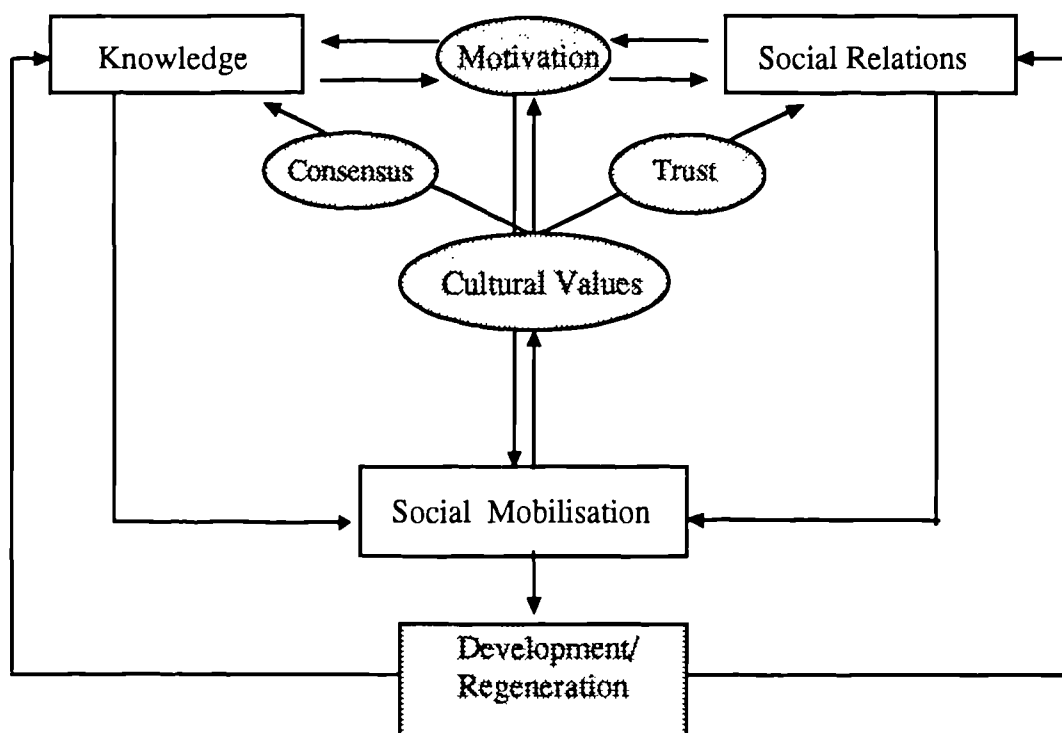 Knowledge
Motivation
Social Relations
Consensus
Trust
Cultural Values
Social Mobilisation
Development/
Regeneration